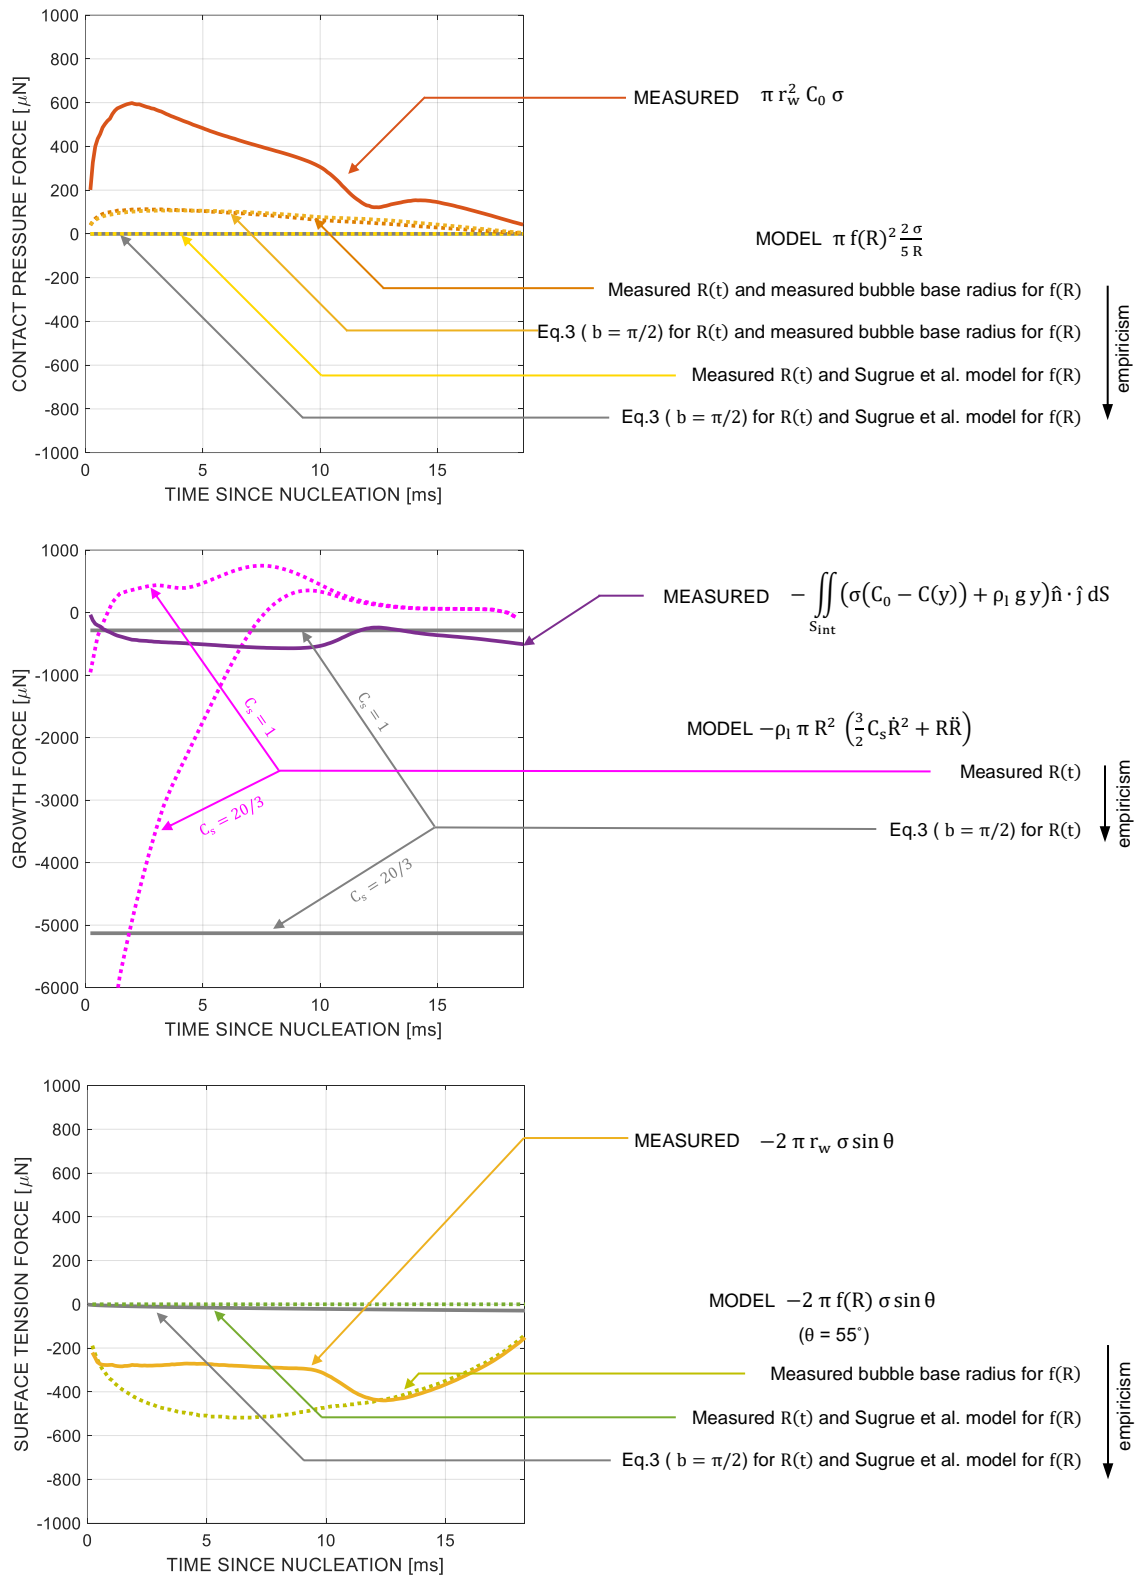 CONTACT PRESSURE FORCE [μN]
1000
800
600
400
200
0
-200
-400
-600
-800
-1000
0 5 10 15
TIME SINCE NUCLEATION [ms]
MEASURED π r_w^2 C_0 σ
MODEL π f(R)^2 2 σ / 5 R
Measured R(t) and measured bubble base radius for f(R)
Eq.3 ( b = π/2) for R(t) and measured bubble base radius for f(R)
Measured R(t) and Sugrue et al. model for f(R)
Eq.3 ( b = π/2) for R(t) and Sugrue et al. model for f(R)
empiricism
GROWTH FORCE [μN]
1000
0
-1000
-2000
-3000
-4000
-5000
-6000
0 5 10 15
TIME SINCE NUCLEATION [ms]
C_s = 1
C_s = 1
C_s = 20/3
C_s = 20/3
MEASURED − ∬_{S_int} (σ(C_0 − C(y)) + ρ_l g y) n̂ · ĵ dS
MODEL −ρ_l π R^2 (3/2 C_s Ṙ^2 + RR̈)
Measured R(t)
Eq.3 ( b = π/2) for R(t)
empiricism
SURFACE TENSION FORCE [μN]
1000
800
600
400
200
0
-200
-400
-600
-800
-1000
0 5 10 15
TIME SINCE NUCLEATION [ms]
MEASURED −2 π r_w σ sin θ
MODEL −2 π f(R) σ sin θ
(θ = 55°)
Measured bubble base radius for f(R)
Measured R(t) and Sugrue et al. model for f(R)
Eq.3 ( b = π/2) for R(t) and Sugrue et al. model for f(R)
empiricism